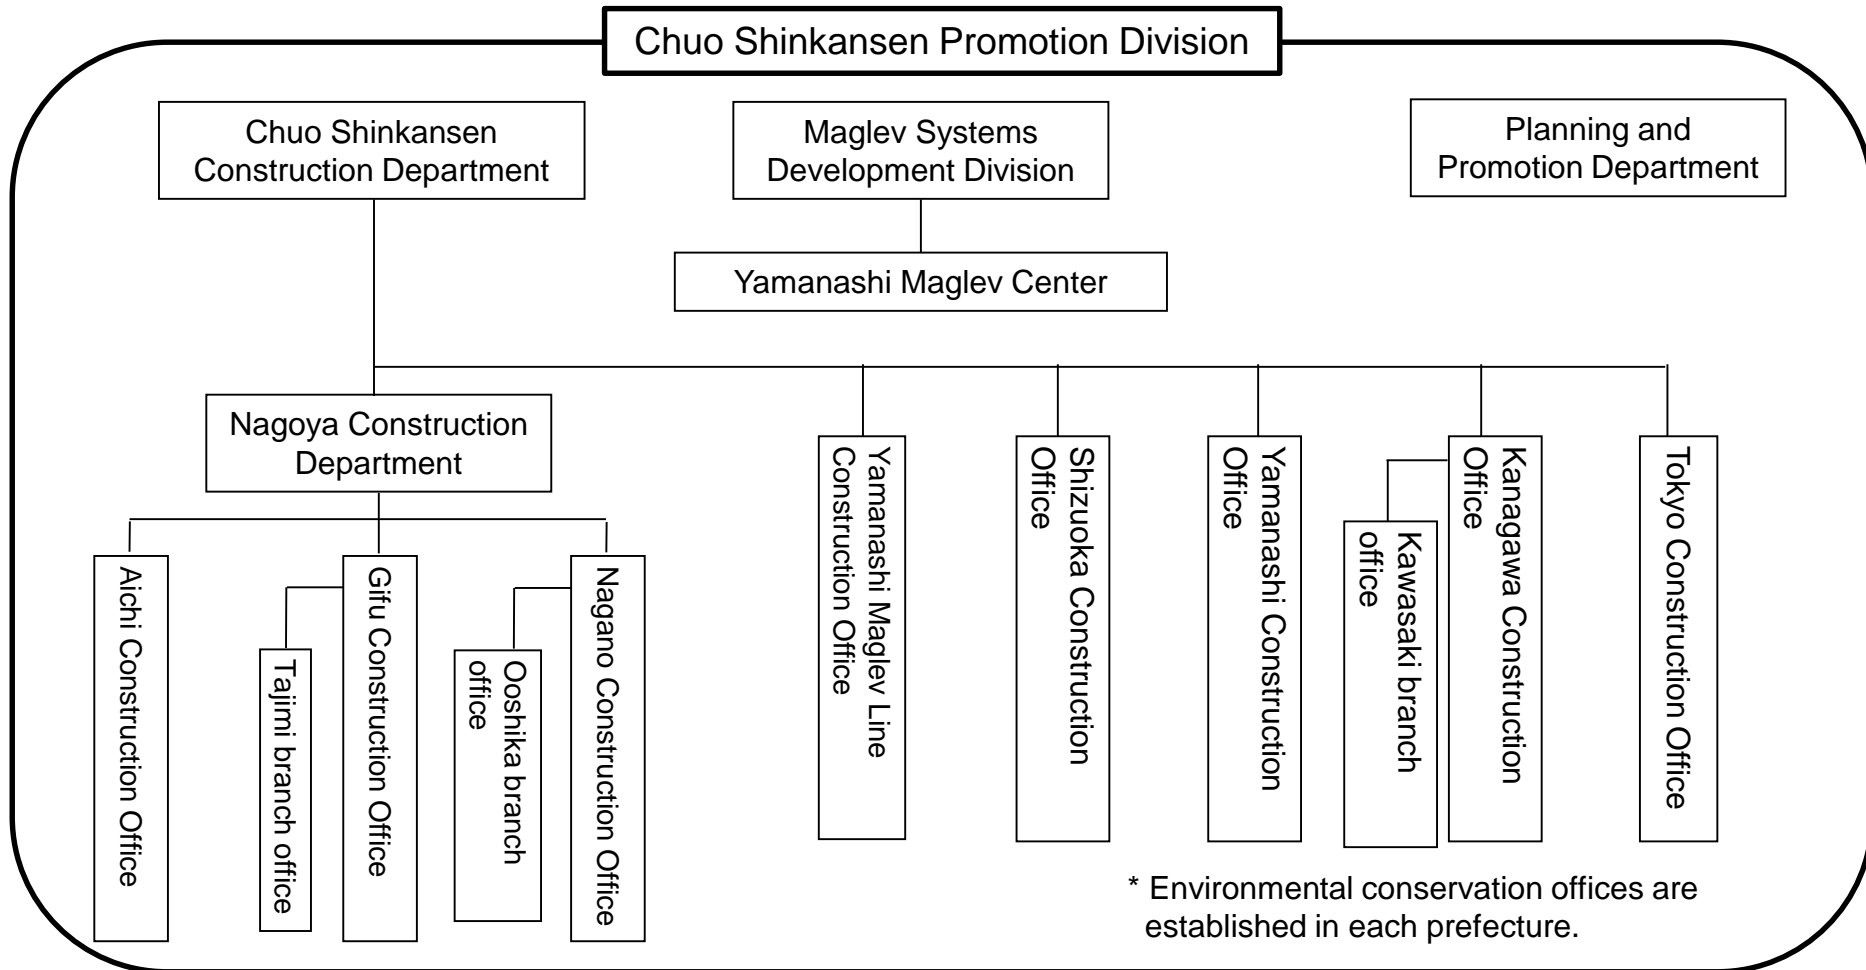 Chuo Shinkansen Promotion Division
Chuo Shinkansen
Construction Department
Maglev Systems
Development Division
Planning and
Promotion Department
Yamanashi Maglev Center
Nagoya Construction
Department
Aichi Construction Office
Tajimi branch office
Gifu Construction Office
Ooshika branch
office
Nagano Construction Office
Yamanashi Maglev Line
Construction Office
Shizuoka Construction
Office
Yamanashi Construction
Office
Kawasaki branch
office
Kanagawa Construction
Office
Tokyo Construction Office
* Environmental conservation offices are
established in each prefecture.